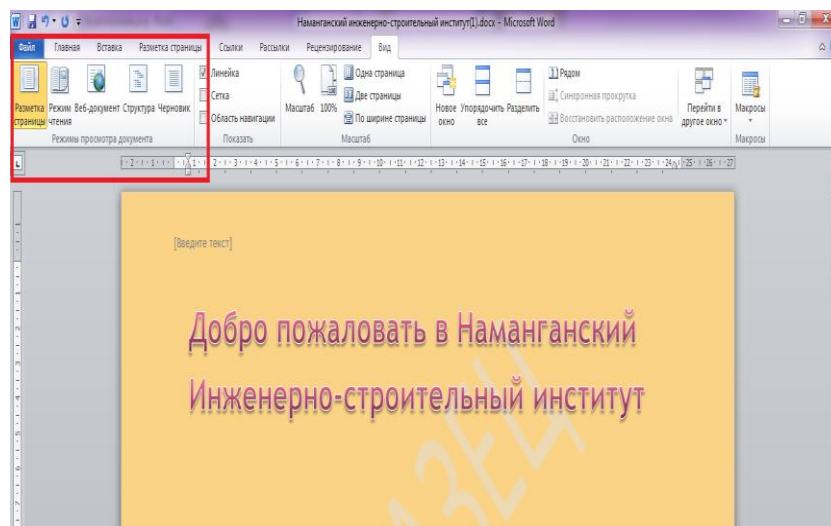 Наманганский инженерно-строительный институт(1).docx - Microsoft Word
Файл Главная Вставка Разметка страницы Ссылки Рассылки Рецензирование Вид
Разметка страницы
Режим чтения
Веб-документ
Структура
Черновик
Режимы просмотра документа
Линейка
Сетка
Область навигации
Показать
Масштаб
100%
Одна страница
Две страницы
По ширине страницы
Масштаб
Новое окно
Упорядочить все
Разделить
Рядом
Синхронная прокрутка
Восстановить расположение окна
Перейти в другое окно
Окно
Макросы
Макросы
[Введите текст]
Добро пожаловать в Наманганский
Инженерно-строительный институт